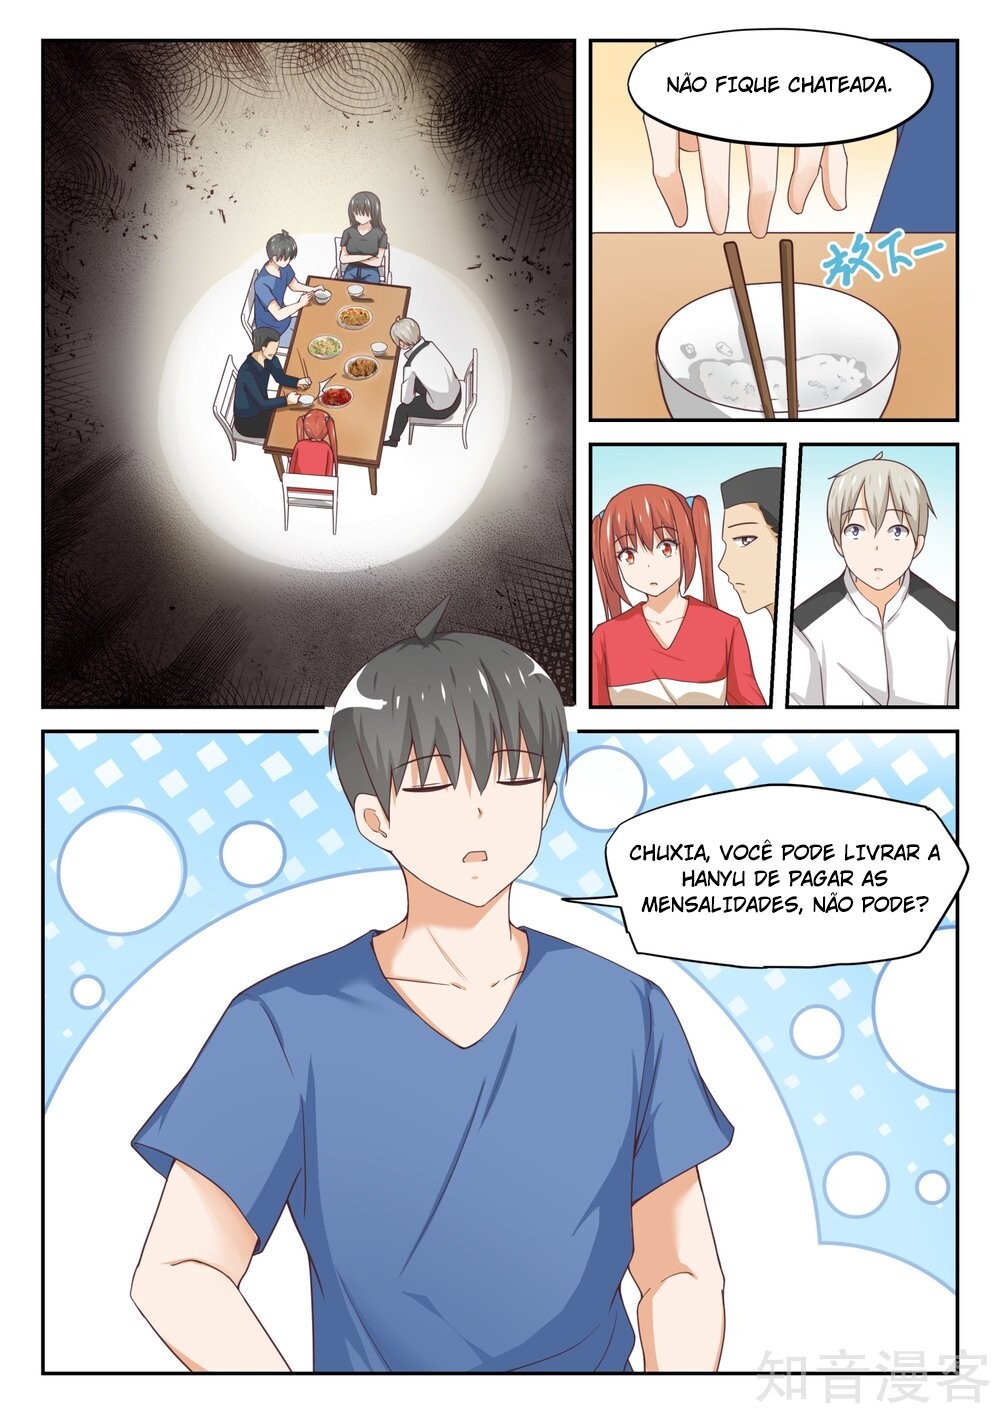 NÃO FIQUE CHATEADA.
放下一
CHUXIA, VOCÊ PODE LIVRAR A
HANYU DE PAGAR AS
MENSALIDADES, NÃO PODE?
知音漫客